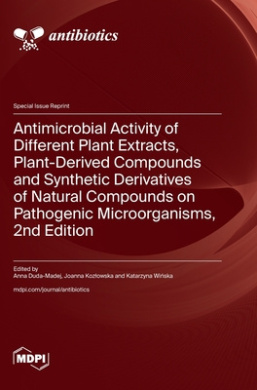 antibiotics
Special Issue Reprint
Antimicrobial Activity of
Different Plant Extracts,
Plant-Derived Compounds
and Synthetic Derivatives
of Natural Compounds on
Pathogenic Microorganisms,
2nd Edition
Edited by
Anna Duda-Madej, Joanna Kozłowska and Katarzyna Wińska
mdpi.com/journal/antibiotics
MDPI